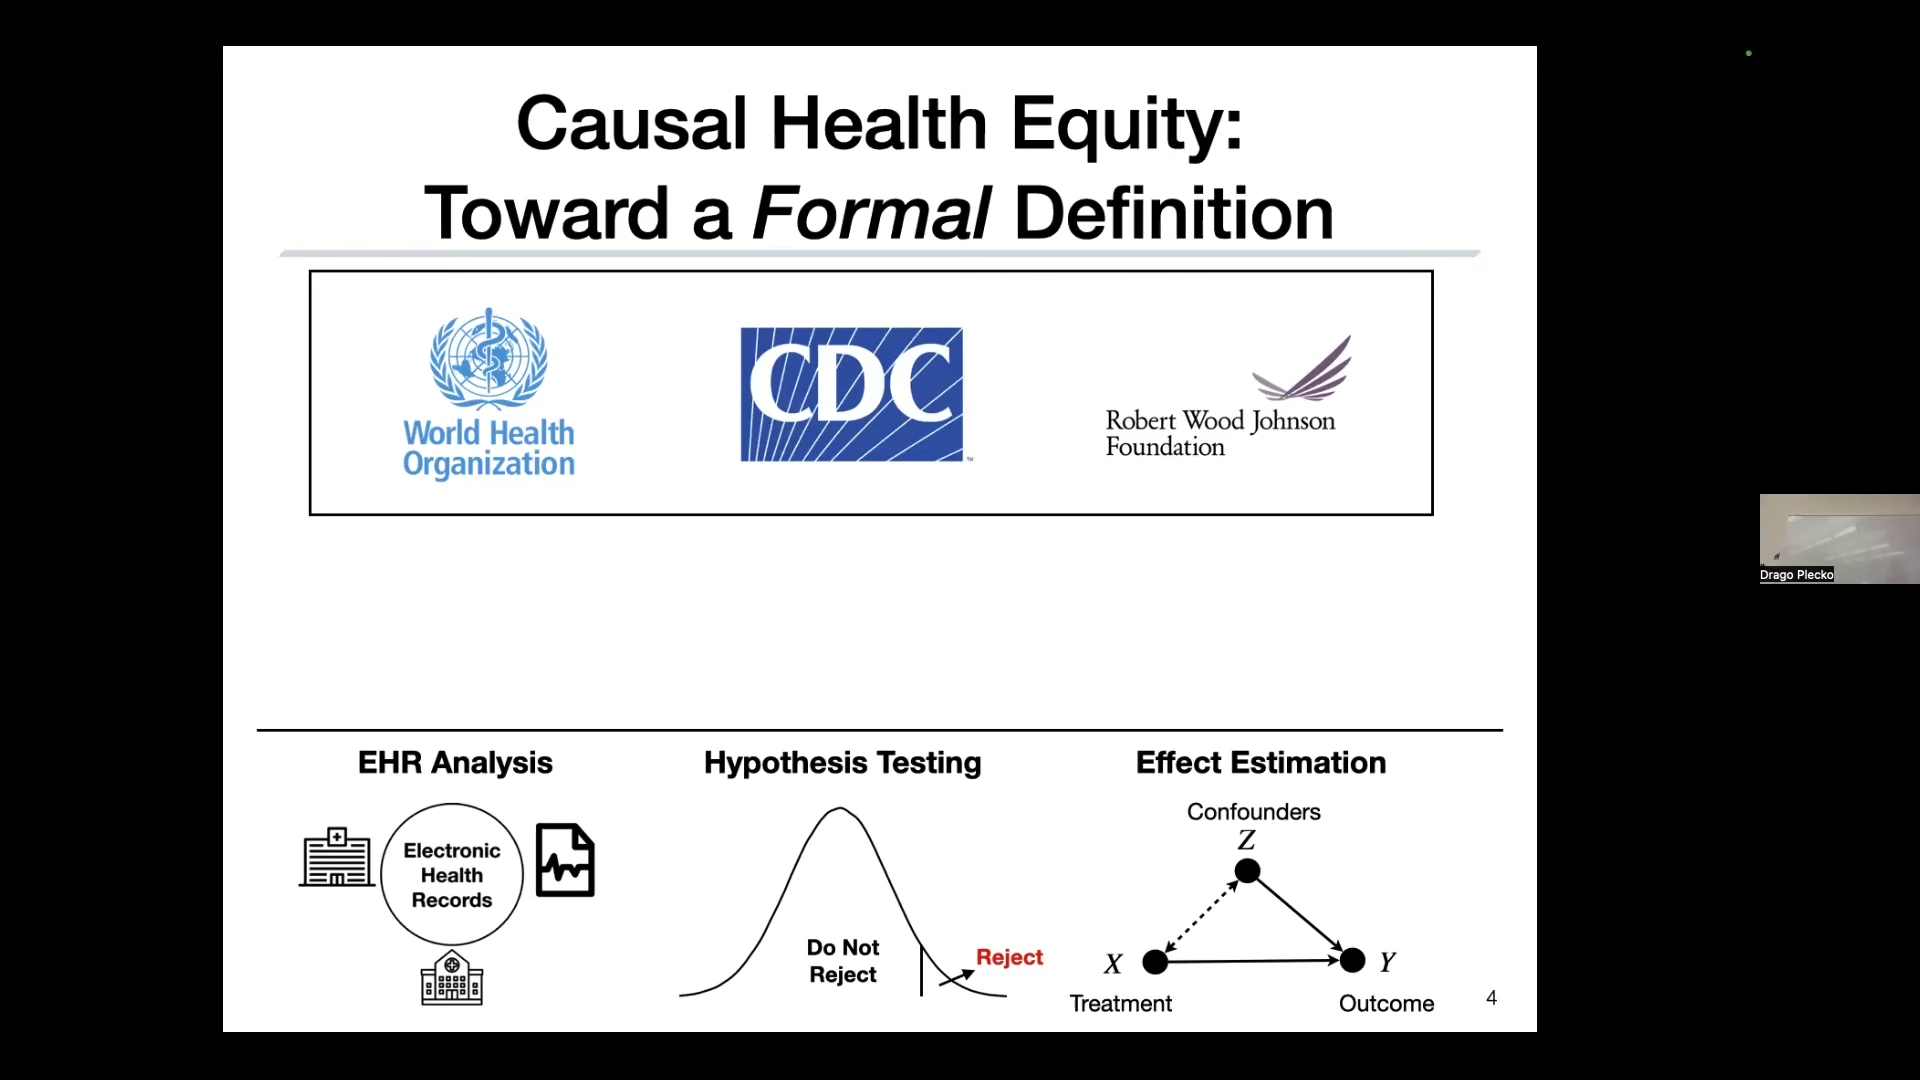 Causal Health Equity:
Toward a Formal Definition
World Health
Organization
CDC
TM
Robert Wood Johnson
Foundation
EHR Analysis
Electronic
Health
Records
Hypothesis Testing
Do Not
Reject
Reject
Effect Estimation
Confounders
Z
X
Y
Treatment
Outcome
4
Drago Plecko